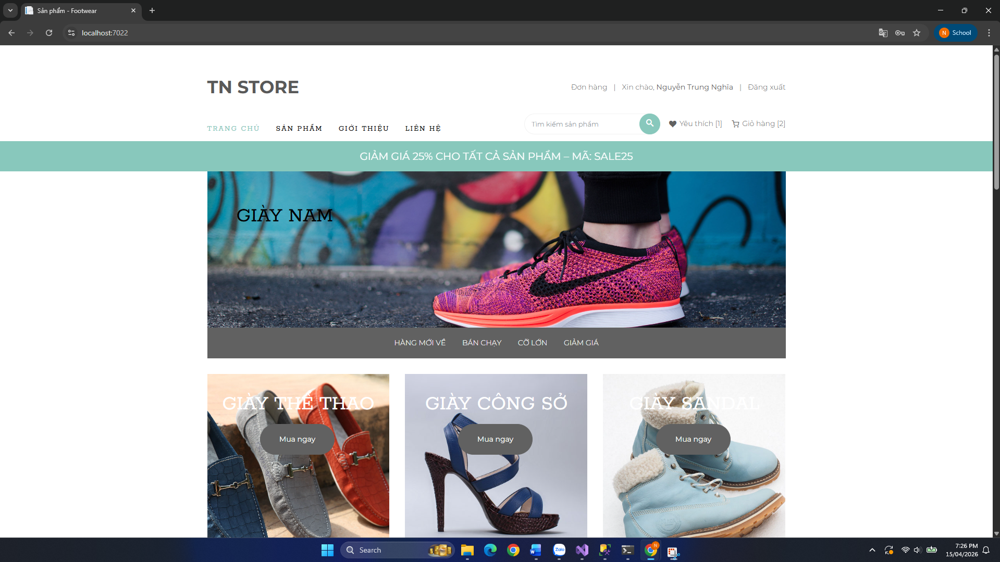 Sản phẩm - Footwear
localhost:7022
N School
TN STORE
Đơn hàng | Xin chào, Nguyễn Trung Nghĩa | Đăng xuất
TRANG CHỦ SẢN PHẨM GIỚI THIỆU LIÊN HỆ
Tìm kiếm sản phẩm
Yêu thích [1] Giỏ hàng [2]
GIẢM GIÁ 25% CHO TẤT CẢ SẢN PHẨM – MÃ: SALE25
GIÀY NAM
HÀNG MỚI VỀ BÁN CHẠY CỠ LỚN GIẢM GIÁ
GIÀY THỂ THAO GIÀY CÔNG SỞ GIÀY SANDAL
Mua ngay Mua ngay Mua ngay
Search
Zalo
N
7:26 PM
15/04/2026